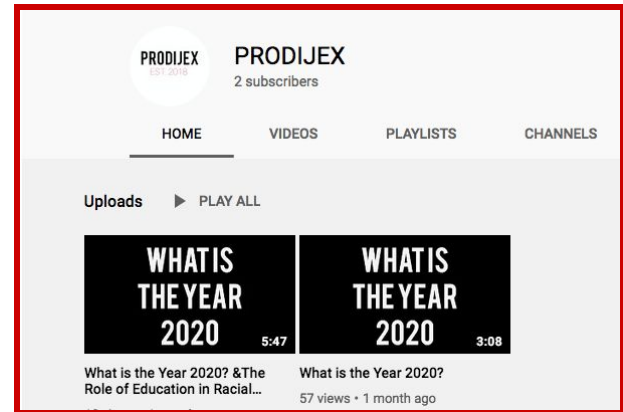 PRODIJEX
EST. 2018
PRODIJEX
2 subscribers
HOME VIDEOS PLAYLISTS CHANNELS
Uploads PLAY ALL
WHAT IS
THE YEAR
2020
5:47
WHAT IS
THE YEAR
2020
3:08
What is the Year 2020? &The
Role of Education in Racial...
What is the Year 2020?
57 views • 1 month ago